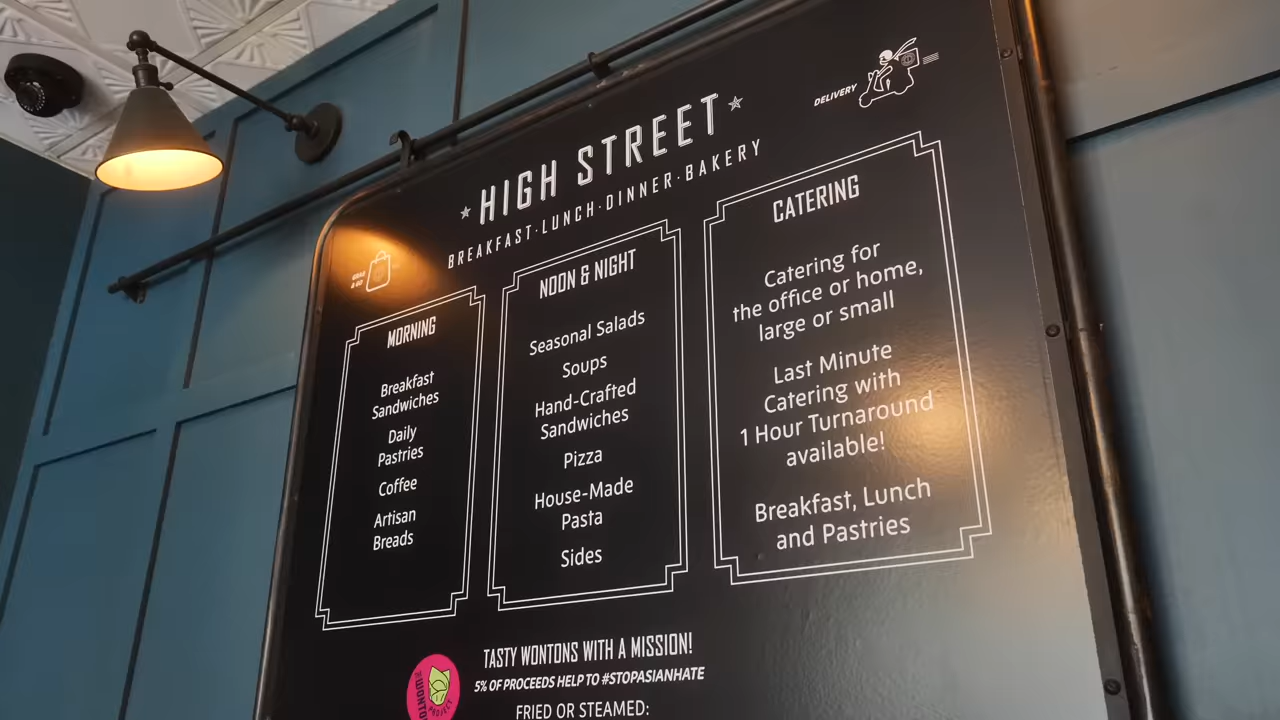 DELIVERY
HIGH STREET
BREAKFAST·LUNCH·DINNER·BAKERY
GRAB
& GO
MORNING
Breakfast
Sandwiches
Daily
Pastries
Coffee
Artisan
Breads
NOON & NIGHT
Seasonal Salads
Soups
Hand-Crafted
Sandwiches
Pizza
House-Made
Pasta
Sides
CATERING
Catering for
the office or home,
large or small
Last Minute
Catering with
1 Hour Turnaround
available!
Breakfast, Lunch
and Pastries
TASTY WONTONS WITH A MISSION!
5% OF PROCEEDS HELP TO #STOPASIANHATE
FRIED OR STEAMED:
PROJECT